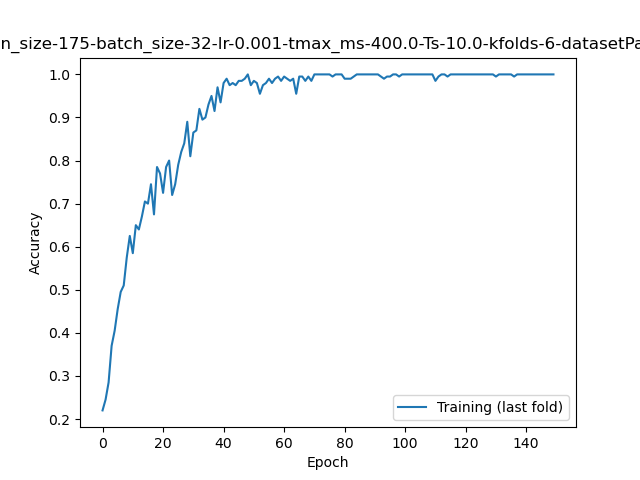 n_size-175-batch_size-32-lr-0.001-tmax_ms-400.0-Ts-10.0-kfolds-6-datasetPa
1.0
0.9
0.8
0.7
0.6
0.5
0.4
0.3
0.2
Accuracy
Training (last fold)
0 20 40 60 80 100 120 140
Epoch